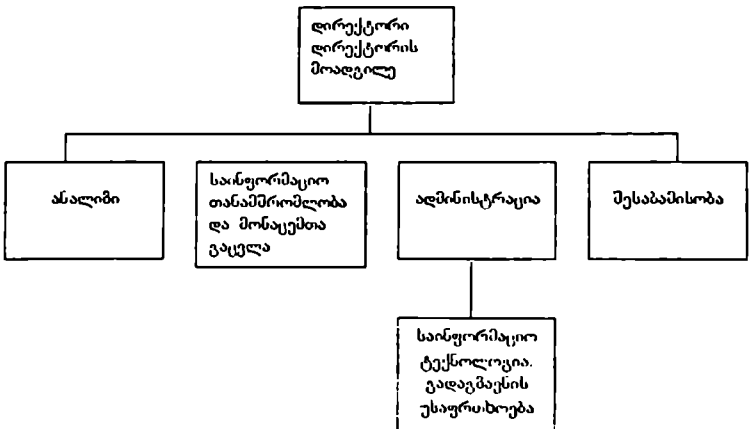 დირექტორი
დირექტორის
მოადგილე
ანალიზი
საინფორმაციო
თანამშრომლობა
და მონაცემთა
გაცვლა
ადმინისტრაცია
შესაბამისობა
საინფორმაციო
ტექნოლოგია.
გადაგზავნის
უსაფრთხოება